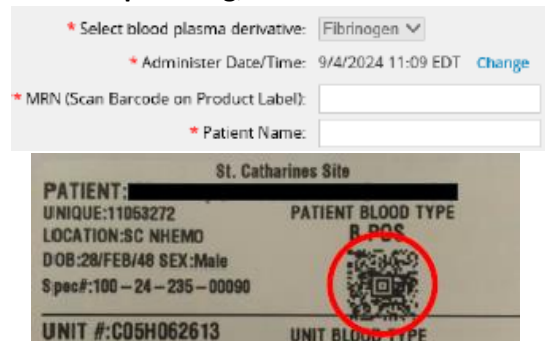 * Select blood plasma derivative: Fibrinogen
* Administer Date/Time: 9/4/2024 11:09 EDT Change
* MRN (Scan Barcode on Product Label):
* Patient Name:
St. Catharines Site
PATIENT:
UNIQUE:11053272 PATIENT BLOOD TYPE
LOCATION:SC NHEMO B POS
DOB:28/FEB/48 SEX:Male
Spec#:100-24-235-00090
UNIT #:C05H062613 UNIT BLOOD TYPE